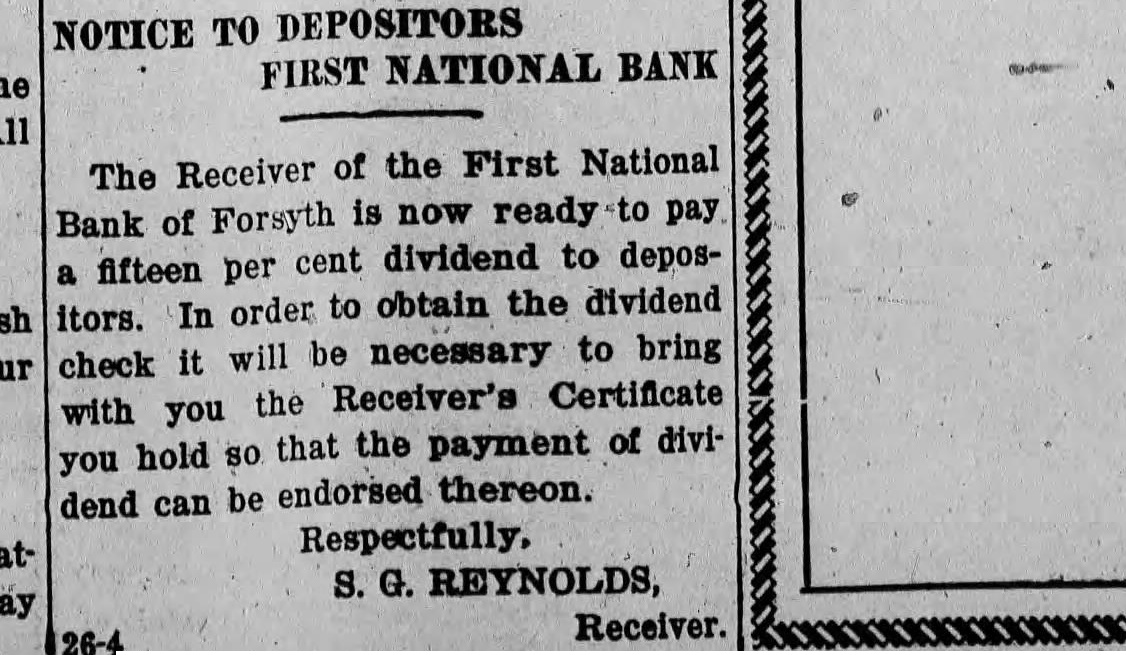 NOTICE TO DEPOSITORS
FIRST NATIONAL BANK
The Receiver of the First National
Bank of Forsyth is now ready to pay
a fifteen per cent dividend to depos-
itors. In order to obtain the dividend
check it will be necessary to bring
with you the Receiver's Certificate
you hold so that the payment of divi-
dend can be endorsed thereon.
Respectfully,
S. G. REYNOLDS,
Receiver.
26-4